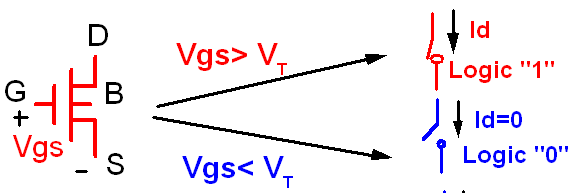 D
G
B
+
Vgs
-
S
Vgs> VT
Vgs< VT
Id
Logic "1"
Id=0
Logic "0"